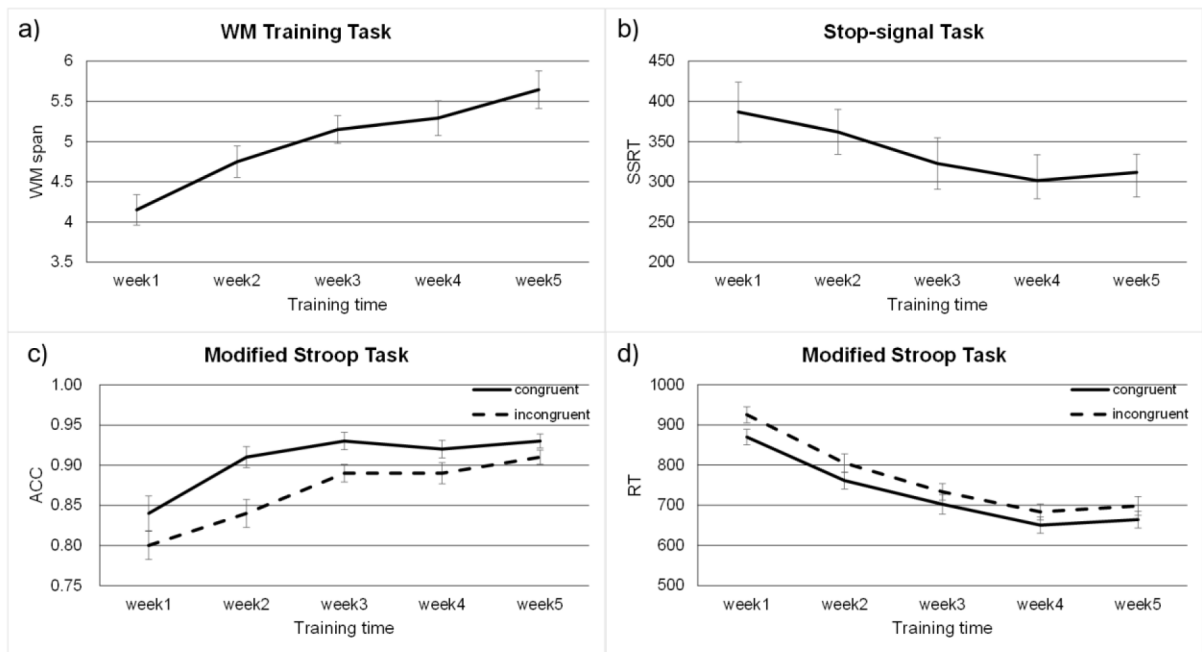 a)
WM Training Task
6
5.5
5
4.5
4
3.5
WM span
week1 week2 week3 week4 week5
Training time
b)
Stop-signal Task
450
400
350
300
250
200
SSRT
week1 week2 week3 week4 week5
Training time
c)
Modified Stroop Task
1.00
0.95
0.90
0.85
0.80
0.75
ACC
congruent
incongruent
week1 week2 week3 week4 week5
Training time
d)
Modified Stroop Task
1000
900
800
700
600
500
RT
congruent
incongruent
week1 week2 week3 week4 week5
Training time